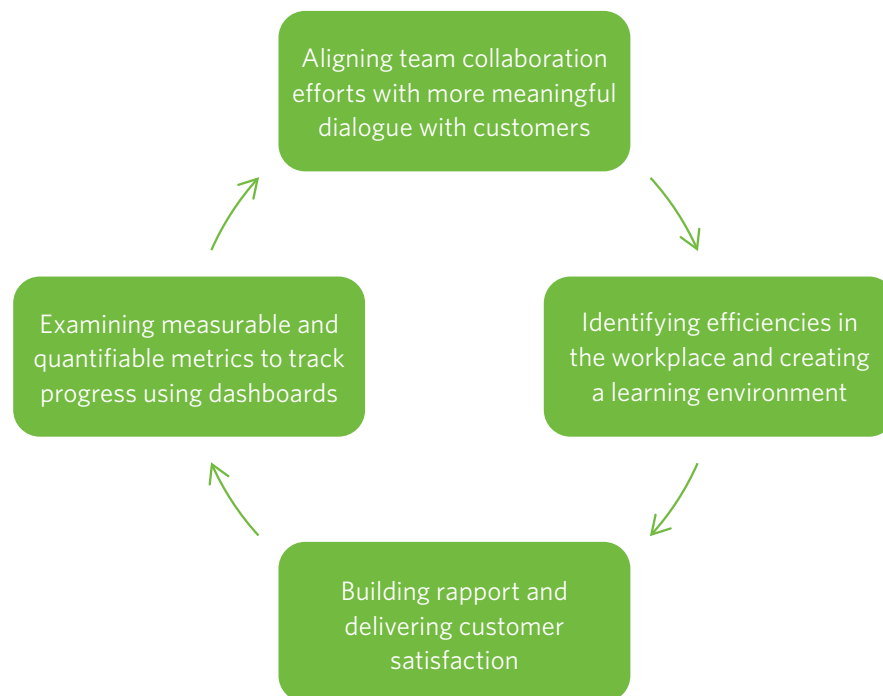 Aligning team collaboration
efforts with more meaningful
dialogue with customers
Identifying efficiencies in
the workplace and creating
a learning environment
Building rapport and
delivering customer
satisfaction
Examining measurable and
quantifiable metrics to track
progress using dashboards